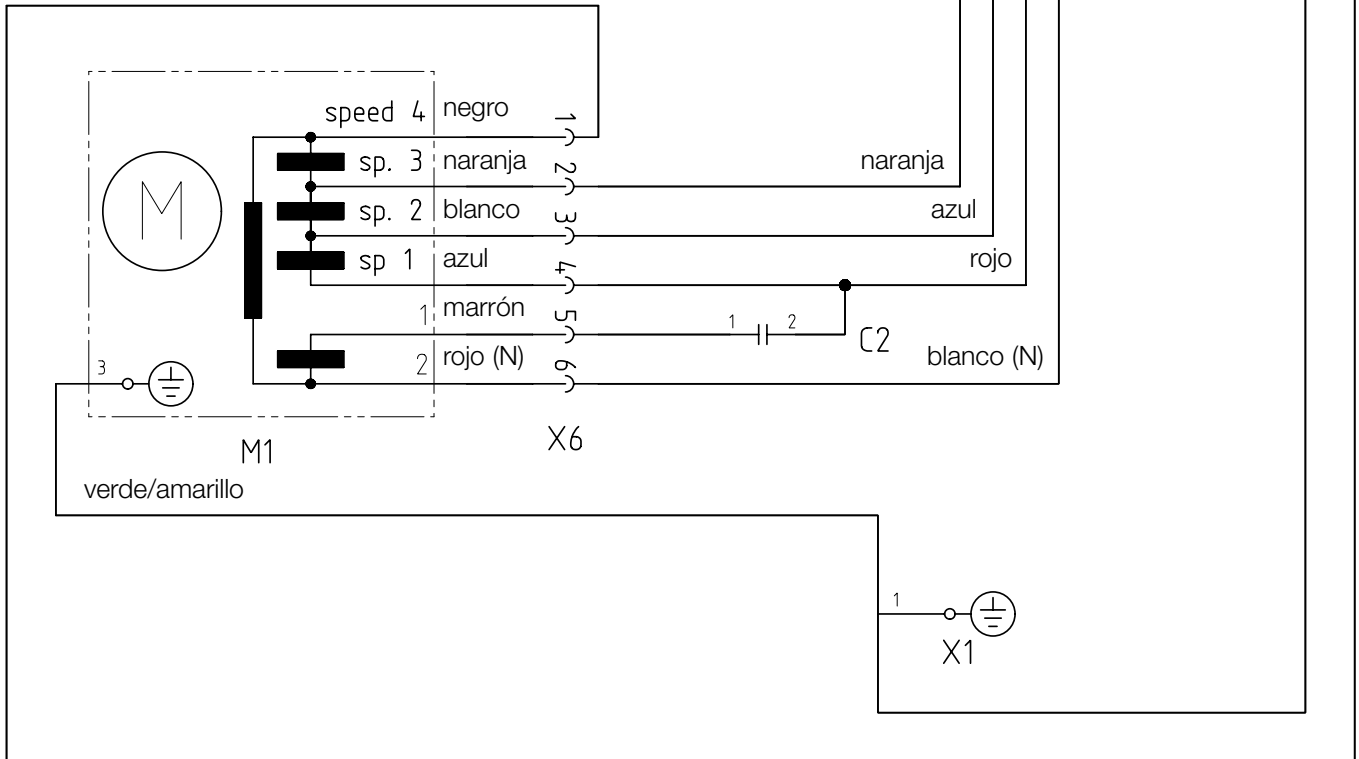 speed 4 negro 1
sp. 3 naranja 2 naranja
sp. 2 blanco 3 azul
sp 1 azul 4 rojo
1 marrón 5 1 2 C2
2 rojo (N) 6 blanco (N)
M
3
M1 X6
verde/amarillo
1
X1